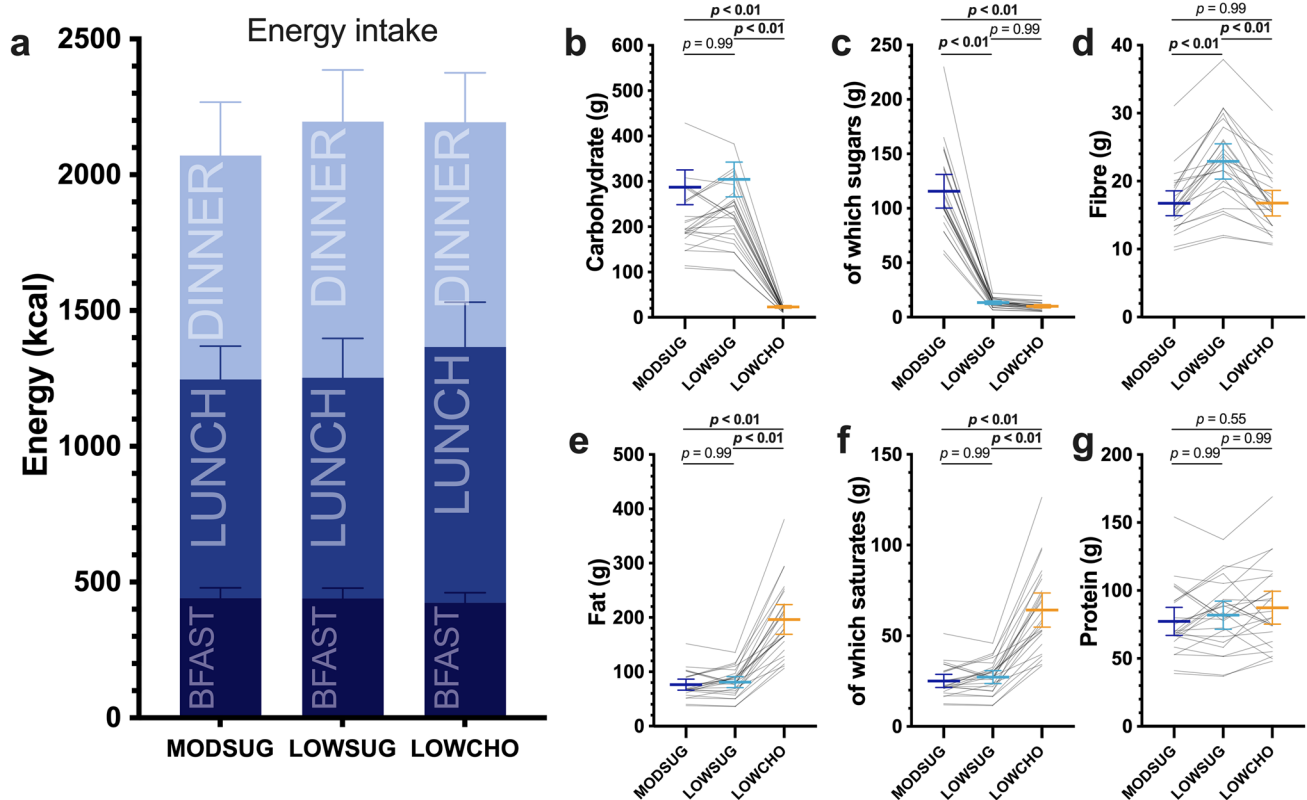 a
Energy intake
Energy (kcal)
2500
2000
1500
1000
500
0
DINNER DINNER DINNER
LUNCH LUNCH LUNCH
BFAST BFAST BFAST
MODSUG LOWSUG LOWCHO
b
p < 0.01
p = 0.99 p < 0.01
Carbohydrate (g)
600
500
400
300
200
100
0
MODSUG LOWSUG LOWCHO
c
p < 0.01
p < 0.01 p = 0.99
of which sugars (g)
250
200
150
100
50
0
MODSUG LOWSUG LOWCHO
d
p = 0.99
p < 0.01 p < 0.01
Fibre (g)
40
30
20
10
0
MODSUG LOWSUG LOWCHO
e
p < 0.01
p < 0.01
p = 0.99
Fat (g)
500
400
300
200
100
0
MODSUG LOWSUG LOWCHO
f
p < 0.01
p < 0.01
p = 0.99
of which saturates (g)
150
100
50
0
MODSUG LOWSUG LOWCHO
g
p = 0.55
p = 0.99
p = 0.99
Protein (g)
200
150
100
50
0
MODSUG LOWSUG LOWCHO